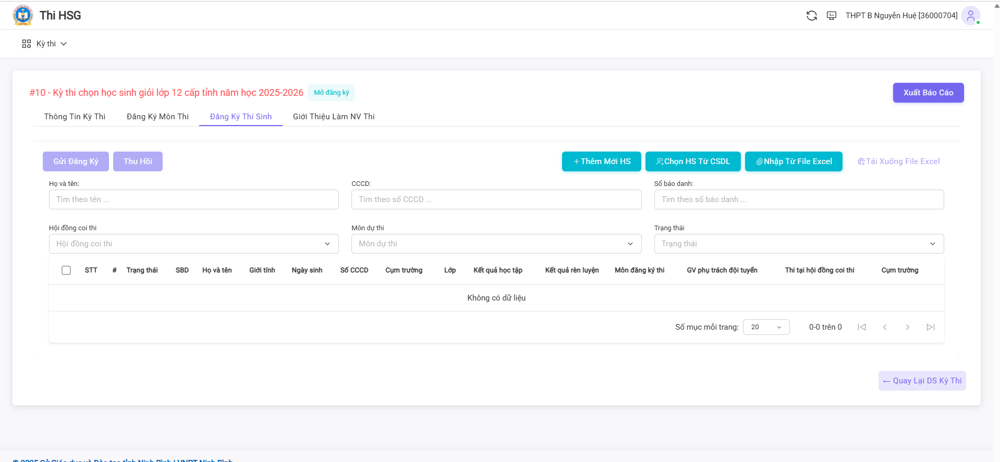 Thi HSG
THPT B Nguyễn Huệ [36000704]
Kỳ thi
#10 - Kỳ thi chọn học sinh giỏi lớp 12 cấp tỉnh năm học 2025-2026
Mở đăng ký
Xuất Báo Cáo
Thông Tin Kỳ Thi
Đăng Ký Môn Thi
Đăng Ký Thí Sinh
Giới Thiệu Làm NV Thi
Gửi Đăng Ký
Thu Hồi
Thêm Mới HS
Chọn HS Từ CSDL
Nhập Từ File Excel
Tải Xuống File Excel
Họ và tên:
CCCD:
Số báo danh:
Tìm theo tên ...
Tìm theo số CCCD ...
Tìm theo số báo danh ...
Hội đồng coi thi
Môn dự thi
Trạng thái
Hội đồng coi thi
Môn dự thi
Trạng thái
STT # Trạng thái SBD Họ và tên Giới tính Ngày sinh Số CCCD Cụm trường Lớp Kết quả học tập Kết quả rèn luyện Môn đăng ký thi GV phụ trách đội tuyển Thi tại hội đồng coi thi Cụm trường
Không có dữ liệu
Số mục mỗi trang: 20 0-0 trên 0
← Quay Lại DS Kỳ Thi
© 2025 Sở Giáo dục và Đào tạo tỉnh Ninh Bình | VNPT Ninh Bình